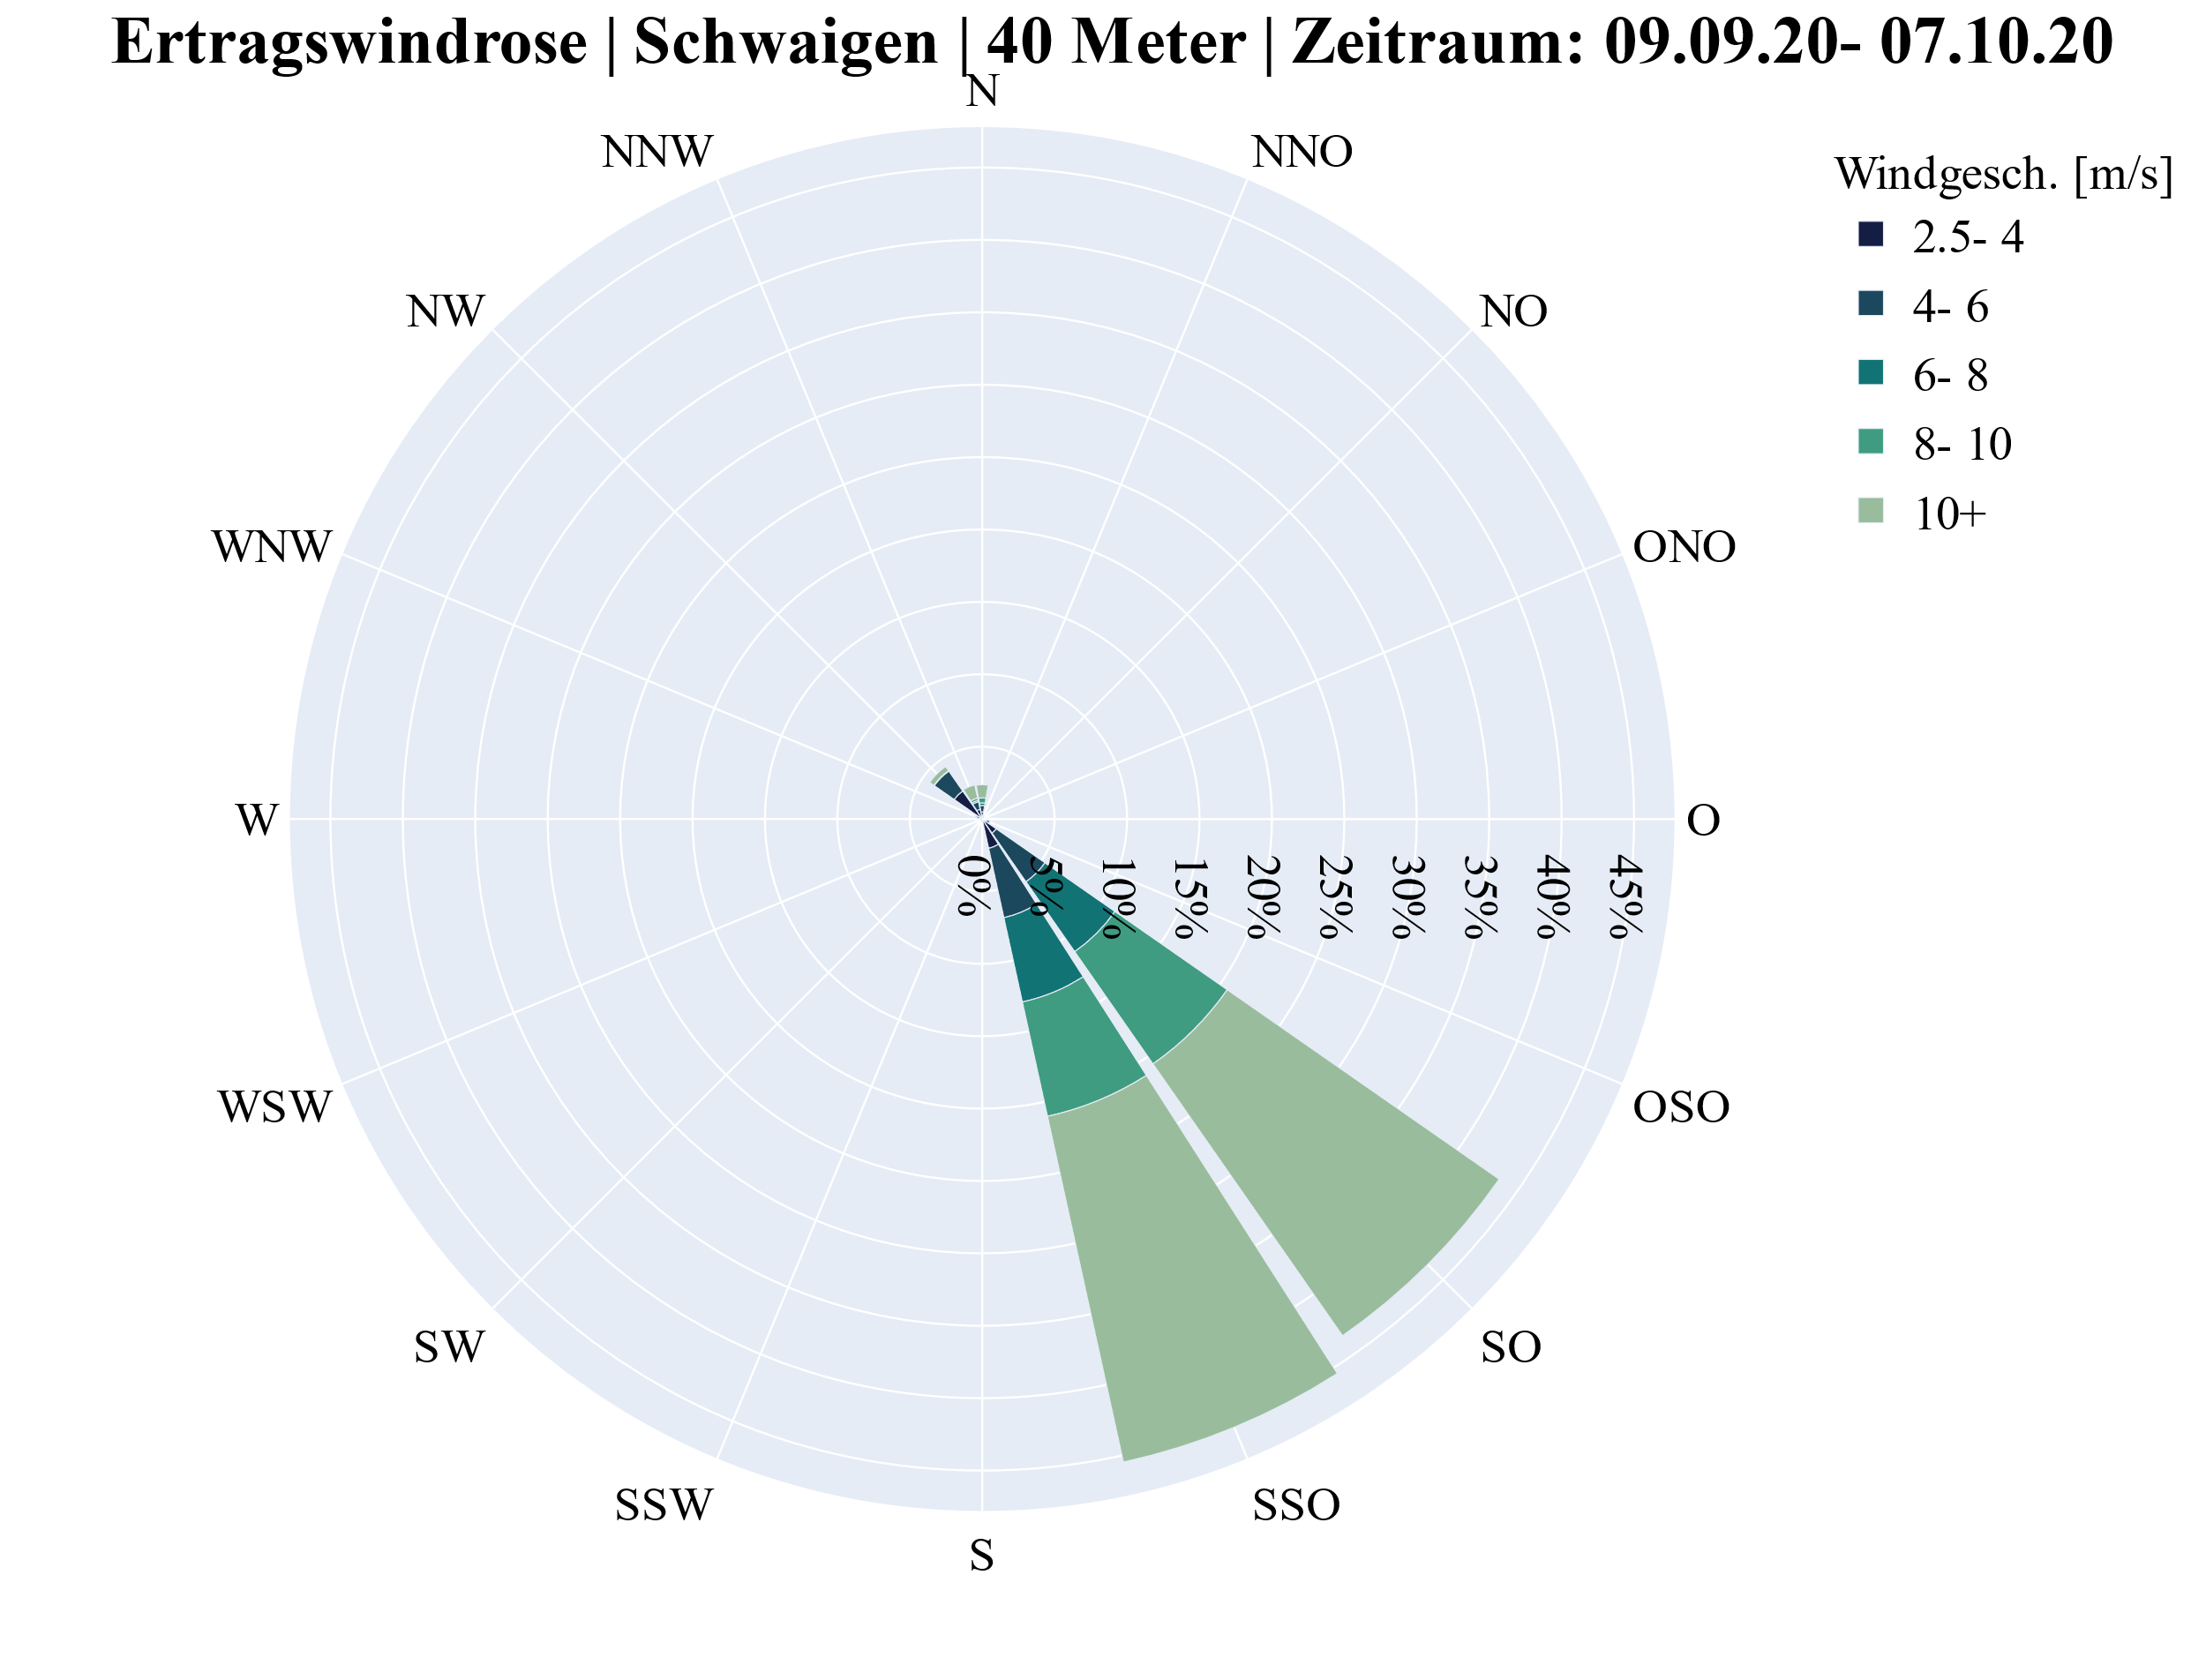 Ertragswindrose | Schwaigen | 40 Meter | Zeitraum: 09.09.20- 07.10.20
N
NNW
NNO
Windgesch. [m/s]
2.5- 4
4- 6
6- 8
8- 10
10+
NW
NO
WNW
ONO
W
O
0%
5%
10%
15%
20%
25%
30%
35%
40%
45%
WSW
OSO
SW
SO
SSW
SSO
S